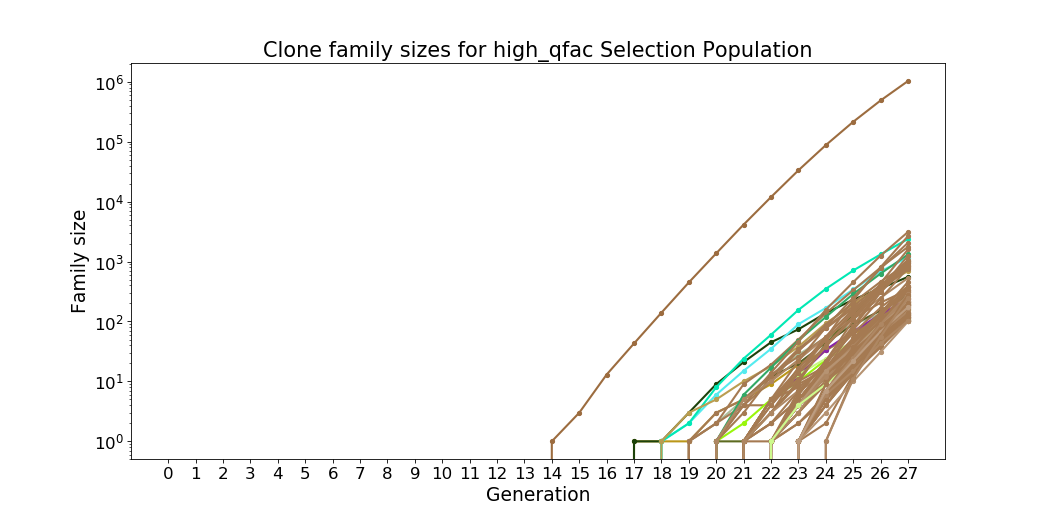 Clone family sizes for high_qfac Selection Population
Family size
10^6
10^5
10^4
10^3
10^2
10^1
10^0
0 1 2 3 4 5 6 7 8 9 10 11 12 13 14 15 16 17 18 19 20 21 22 23 24 25 26 27
Generation